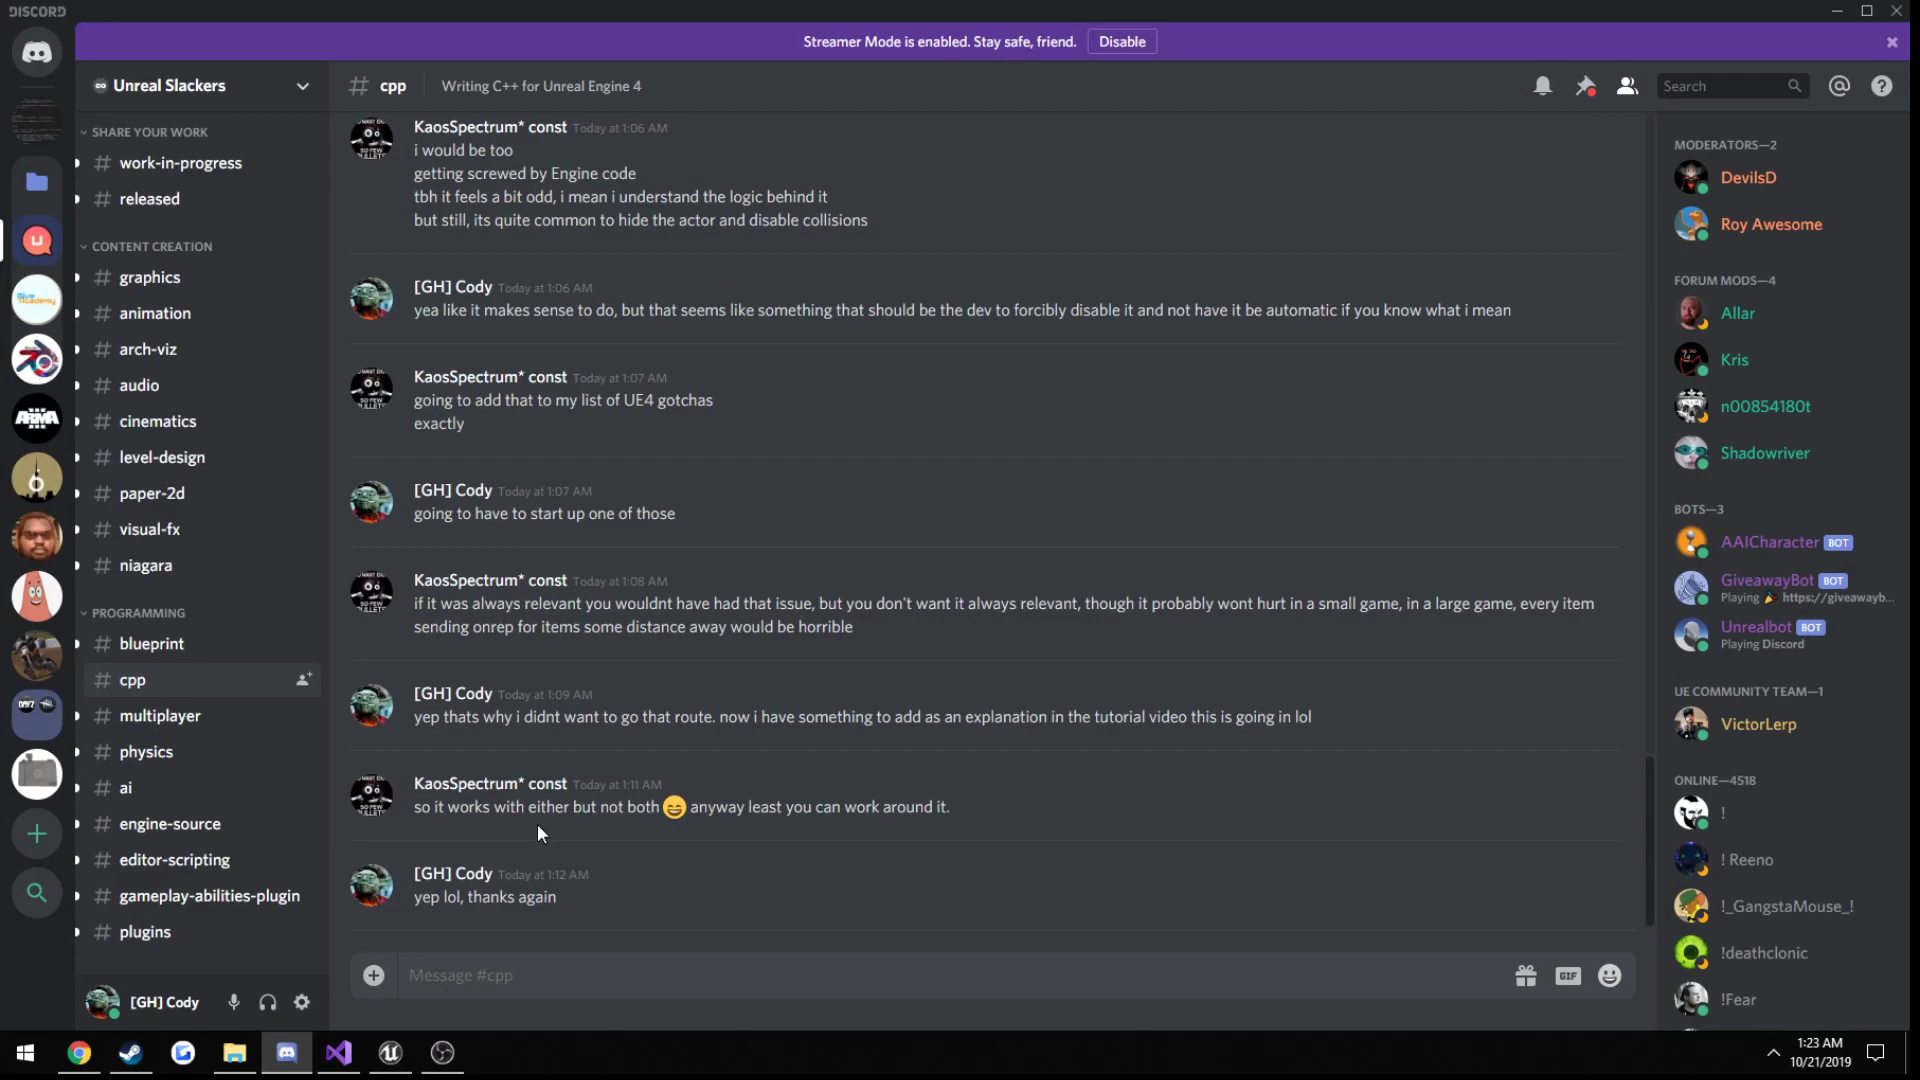 DISCORD
Streamer Mode is enabled. Stay safe, friend.
Disable
Unreal Slackers
# cpp
Writing C++ for Unreal Engine 4
Search
SHARE YOUR WORK
# work-in-progress
# released
CONTENT CREATION
# graphics
# animation
# arch-viz
# audio
# cinematics
# level-design
# paper-2d
# visual-fx
# niagara
PROGRAMMING
# blueprint
# cpp
# multiplayer
# physics
# ai
# engine-source
# editor-scripting
# gameplay-abilities-plugin
# plugins
[GH] Cody
KaosSpectrum* const Today at 1:06 AM
i would be too
getting screwed by Engine code
tbh it feels a bit odd, i mean i understand the logic behind it
but still, its quite common to hide the actor and disable collisions
[GH] Cody Today at 1:06 AM
yea like it makes sense to do, but that seems like something that should be the dev to forcibly disable it and not have it be automatic if you know what i mean
KaosSpectrum* const Today at 1:07 AM
going to add that to my list of UE4 gotchas
exactly
[GH] Cody Today at 1:07 AM
going to have to start up one of those
KaosSpectrum* const Today at 1:08 AM
if it was always relevant you wouldnt have had that issue, but you don't want it always relevant, though it probably wont hurt in a small game, in a large game, every item
sending onrep for items some distance away would be horrible
[GH] Cody Today at 1:09 AM
yep thats why i didnt want to go that route. now i have something to add as an explanation in the tutorial video this is going in lol
KaosSpectrum* const Today at 1:11 AM
so it works with either but not both 😄 anyway least you can work around it.
[GH] Cody Today at 1:12 AM
yep lol, thanks again
Message #cpp
GIF
MODERATORS—2
DevilsD
Roy Awesome
FORUM MODS—4
Allar
Kris
n00854180t
Shadowriver
BOTS—3
AAICharacter BOT
GiveawayBot BOT
Playing 🎉 https://giveawayb...
Unrealbot BOT
Playing Discord
UE COMMUNITY TEAM—1
VictorLerp
ONLINE—4518
!
! Reeno
!_GangstaMouse_!
!deathclonic
!Fear
ARMA
1:23 AM
10/21/2019